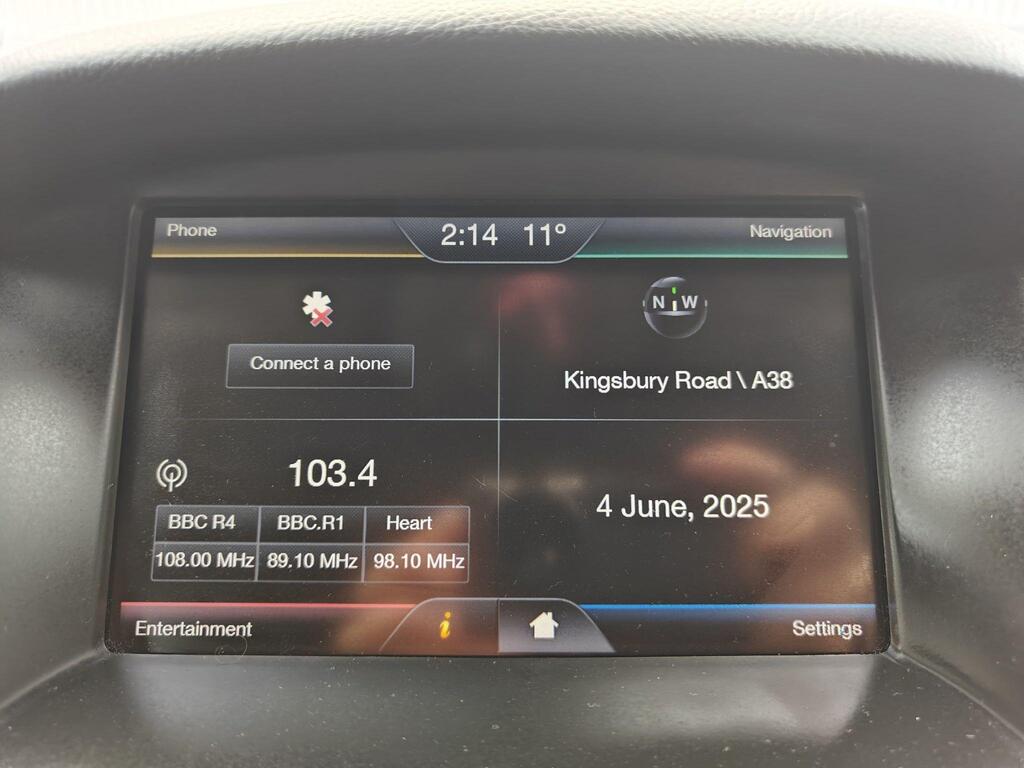 Phone
2:14 11°
Navigation
N W
Connect a phone
Kingsbury Road \ A38
103.4
BBC R4 BBC.R1 Heart
108.00 MHz 89.10 MHz 98.10 MHz
4 June, 2025
Entertainment
i
Settings